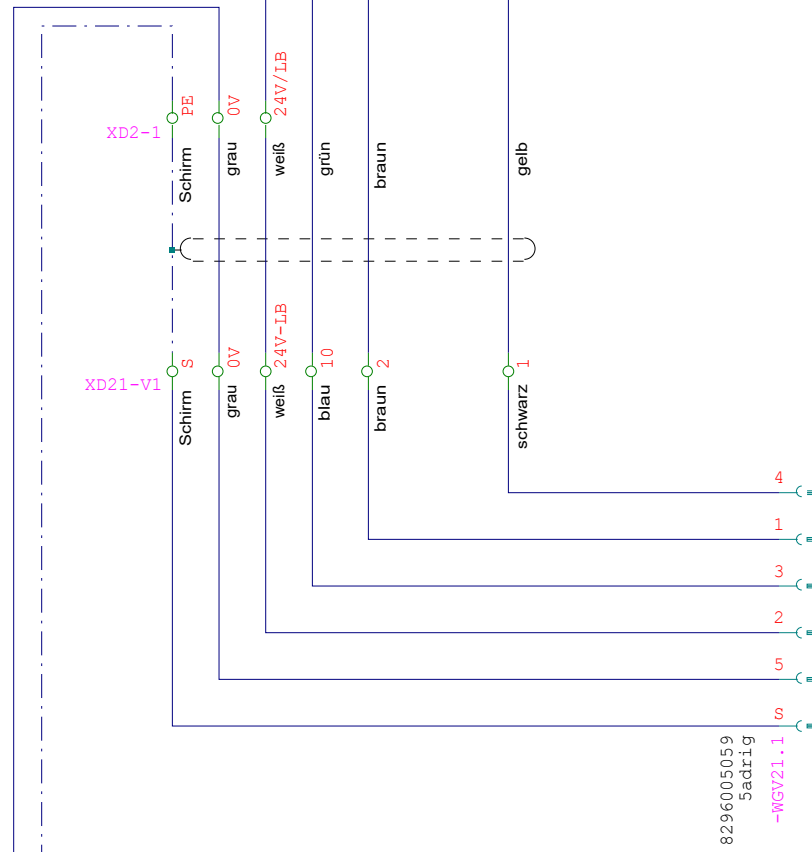 XD2-1
PE
0V
24V/LB
Schirm
grau
weiß
grün
braun
gelb
XD21-V1
S
0V
24V-LB
10
2
1
Schirm
grau
weiß
blau
braun
schwarz
4
1
3
2
5
S
8296005059
5adrig
-WGV21.1